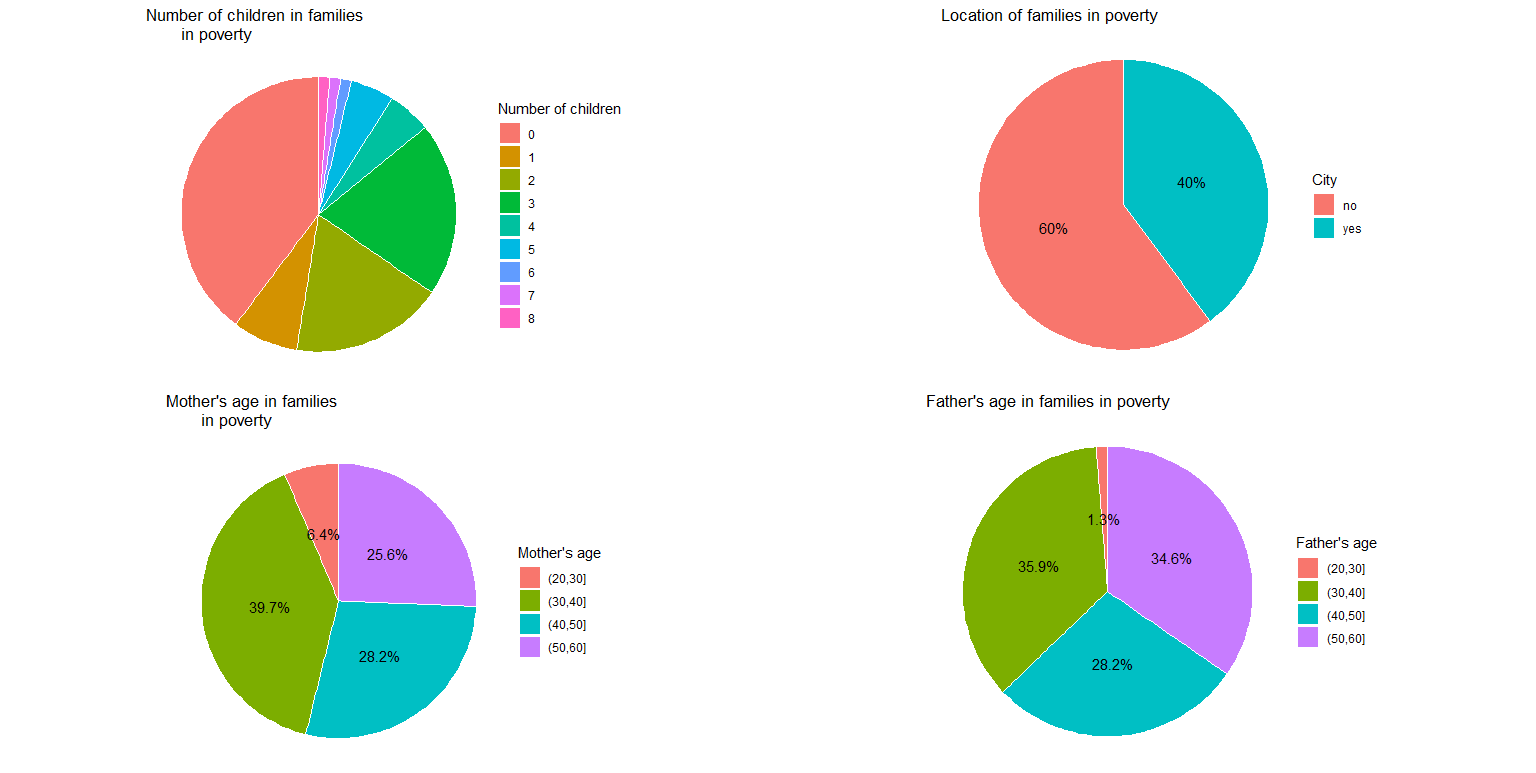 Number of children in families
in poverty
Number of children
0
1
2
3
4
5
6
7
8
Location of families in poverty
40%
60%
City
no
yes
Mother's age in families
in poverty
6.4%
25.6%
39.7%
28.2%
Mother's age
(20,30]
(30,40]
(40,50]
(50,60]
Father's age in families in poverty
1.3%
34.6%
35.9%
28.2%
Father's age
(20,30]
(30,40]
(40,50]
(50,60]